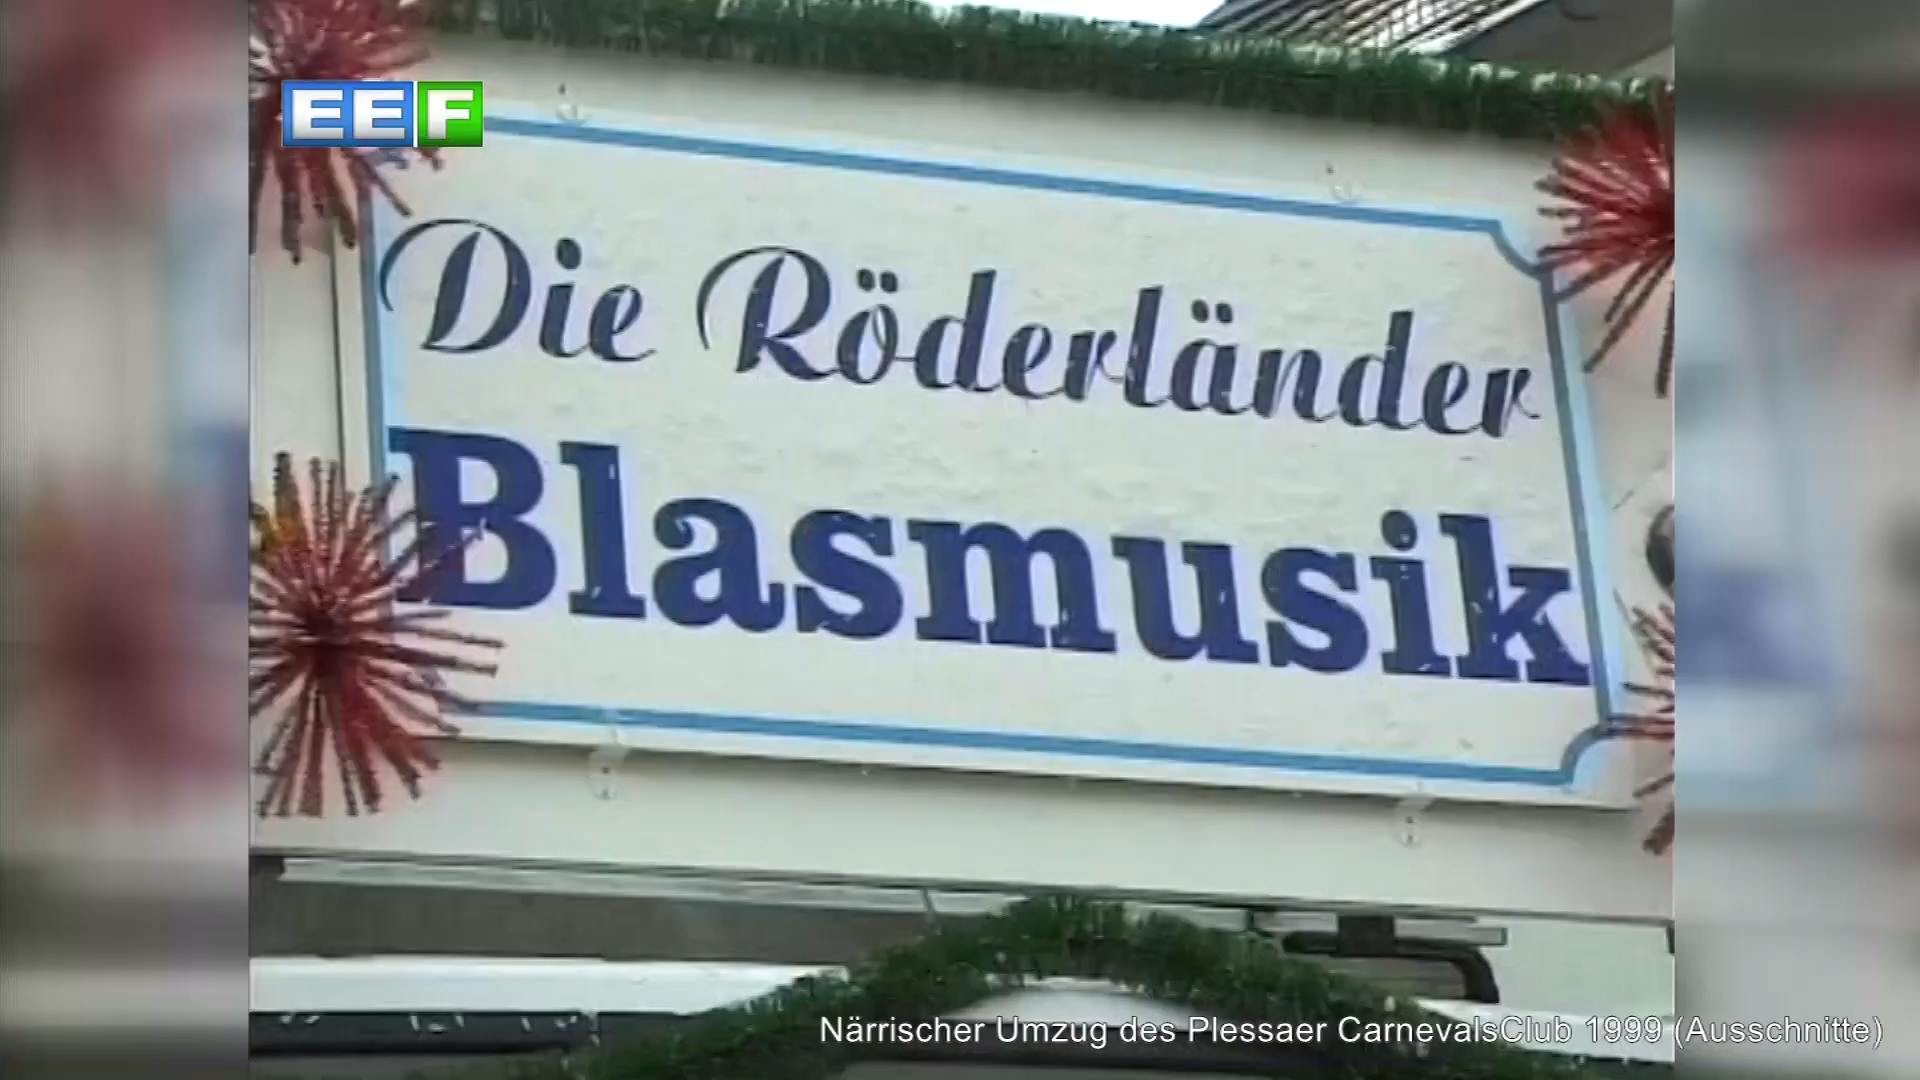 EEF
Die Röderländer
Blasmusik
Närrischer Umzug des Plessaer CarnevalsClub 1999 (Ausschnitte)